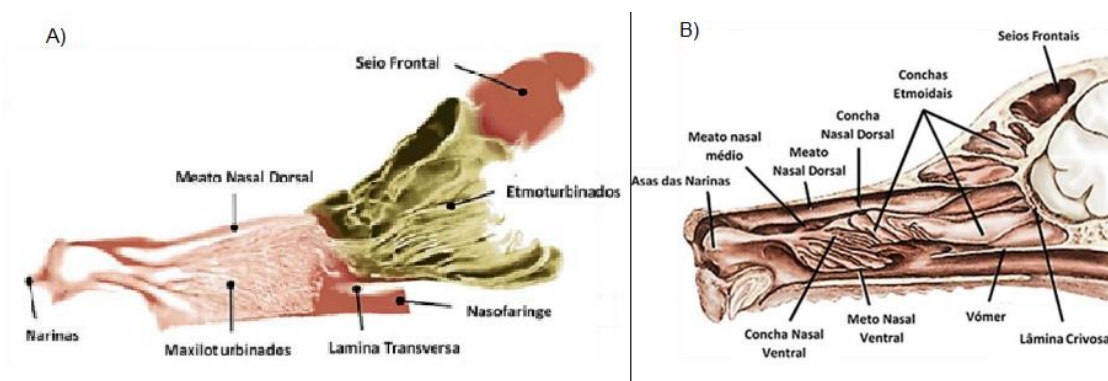 A)
Seio Frontal
Meato Nasal Dorsal
Etmoturbinados
Narinas
Maxiloturbinados
Lamina Transversa
Nasofaringe
B)
Seios Frontais
Conchas
Etmoidais
Concha
Nasal Dorsal
Meato nasal
médio
Meato
Nasal Dorsal
Asas das Narinas
Concha Nasal
Ventral
Meto Nasal
Ventral
Vómer
Lâmina Crivosa